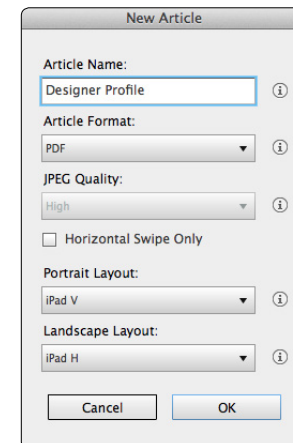 New Article
Article Name:
Designer Profile
Article Format:
PDF
JPEG Quality:
High
Horizontal Swipe Only
Portrait Layout:
iPad V
Landscape Layout:
iPad H
Cancel OK